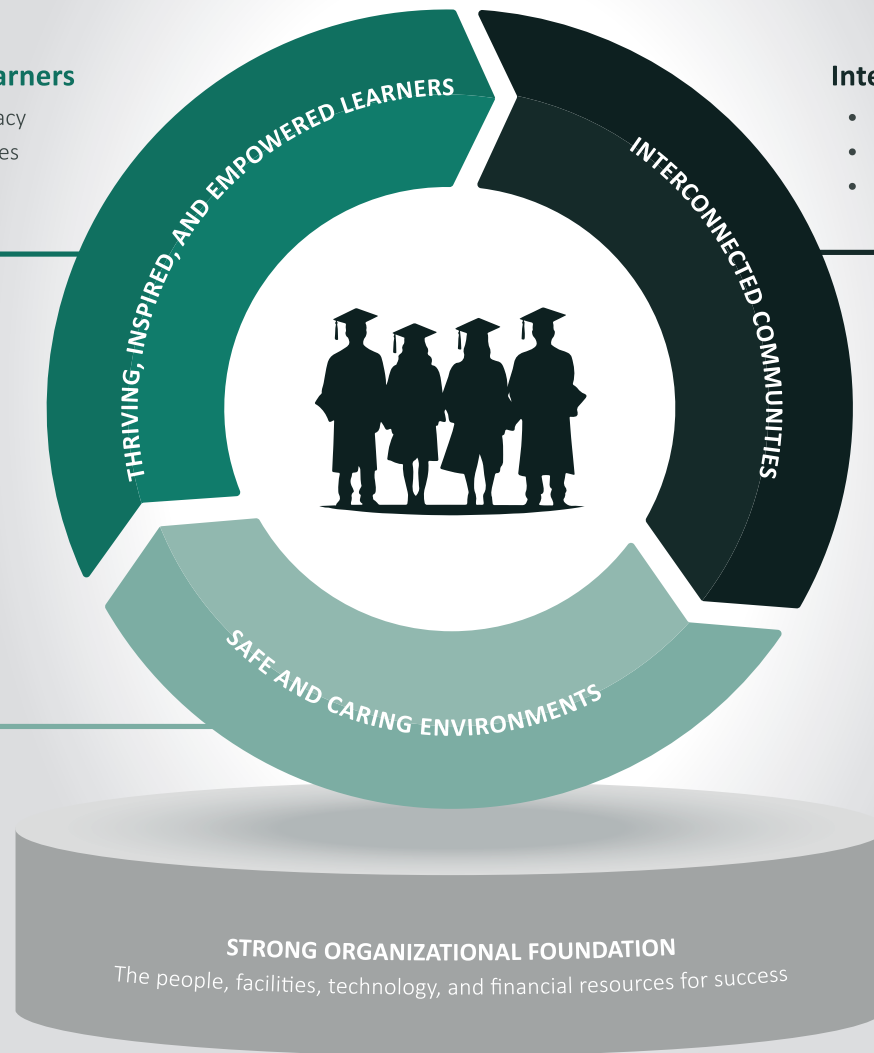 arners
acy
es
Inte
•
•
•
THRIVING, INSPIRED, AND EMPOWERED LEARNERS
INTERCONNECTED COMMUNITIES
SAFE AND CARING ENVIRONMENTS
STRONG ORGANIZATIONAL FOUNDATION
The people, facilities, technology, and financial resources for success